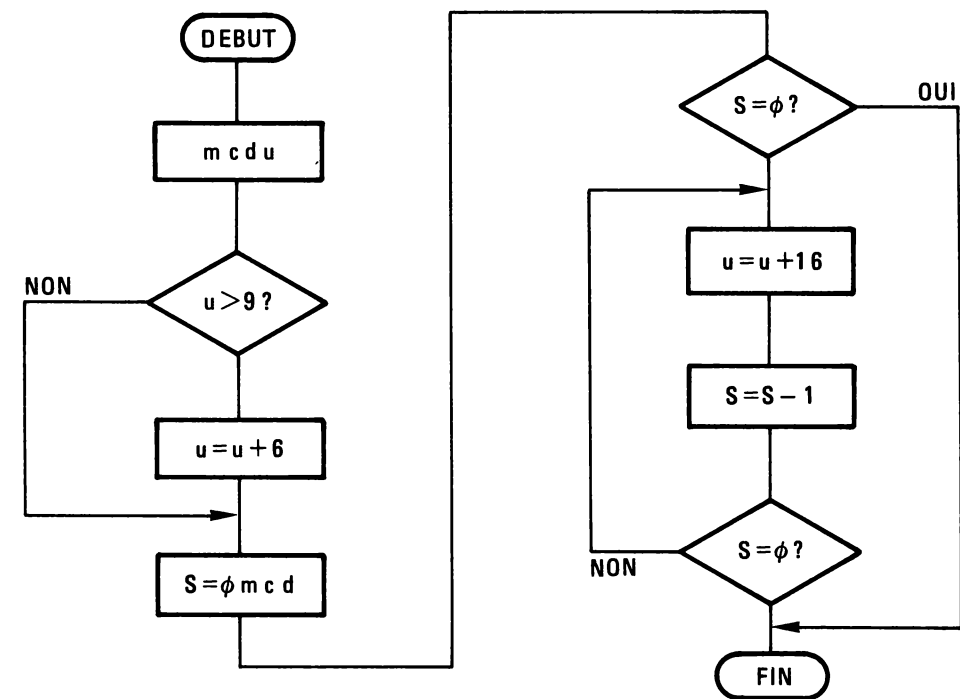 DEBUT
m c d u
NON
u > 9 ?
u = u + 6
S = ϕ m c d
S = ϕ ?
OUI
u = u + 16
S = S − 1
S = ϕ ?
NON
FIN